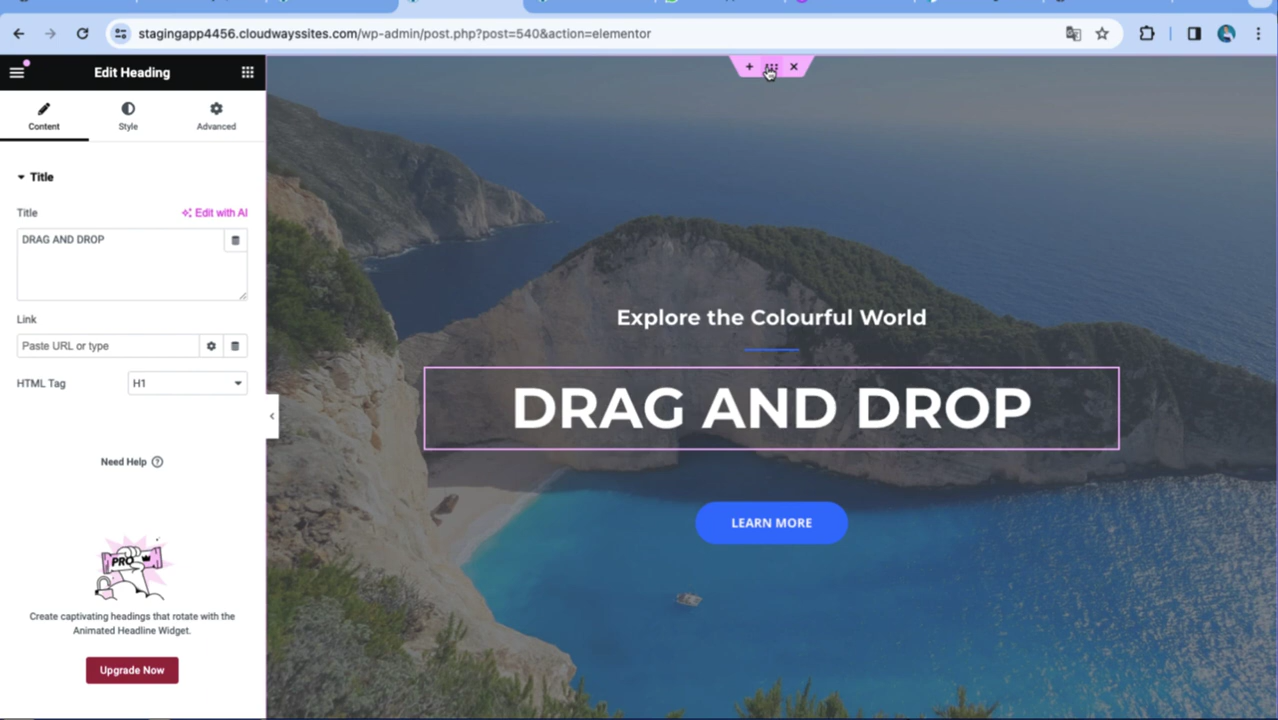 stagingapp4456.cloudwayssites.com/wp-admin/post.php?post=540&action=elementor
Edit Heading
Content
Style
Advanced
Title
Title
Edit with AI
DRAG AND DROP
Link
Paste URL or type
HTML Tag
H1
Need Help
PRO
Create captivating headings that rotate with the
Animated Headline Widget.
Upgrade Now
Explore the Colourful World
DRAG AND DROP
LEARN MORE